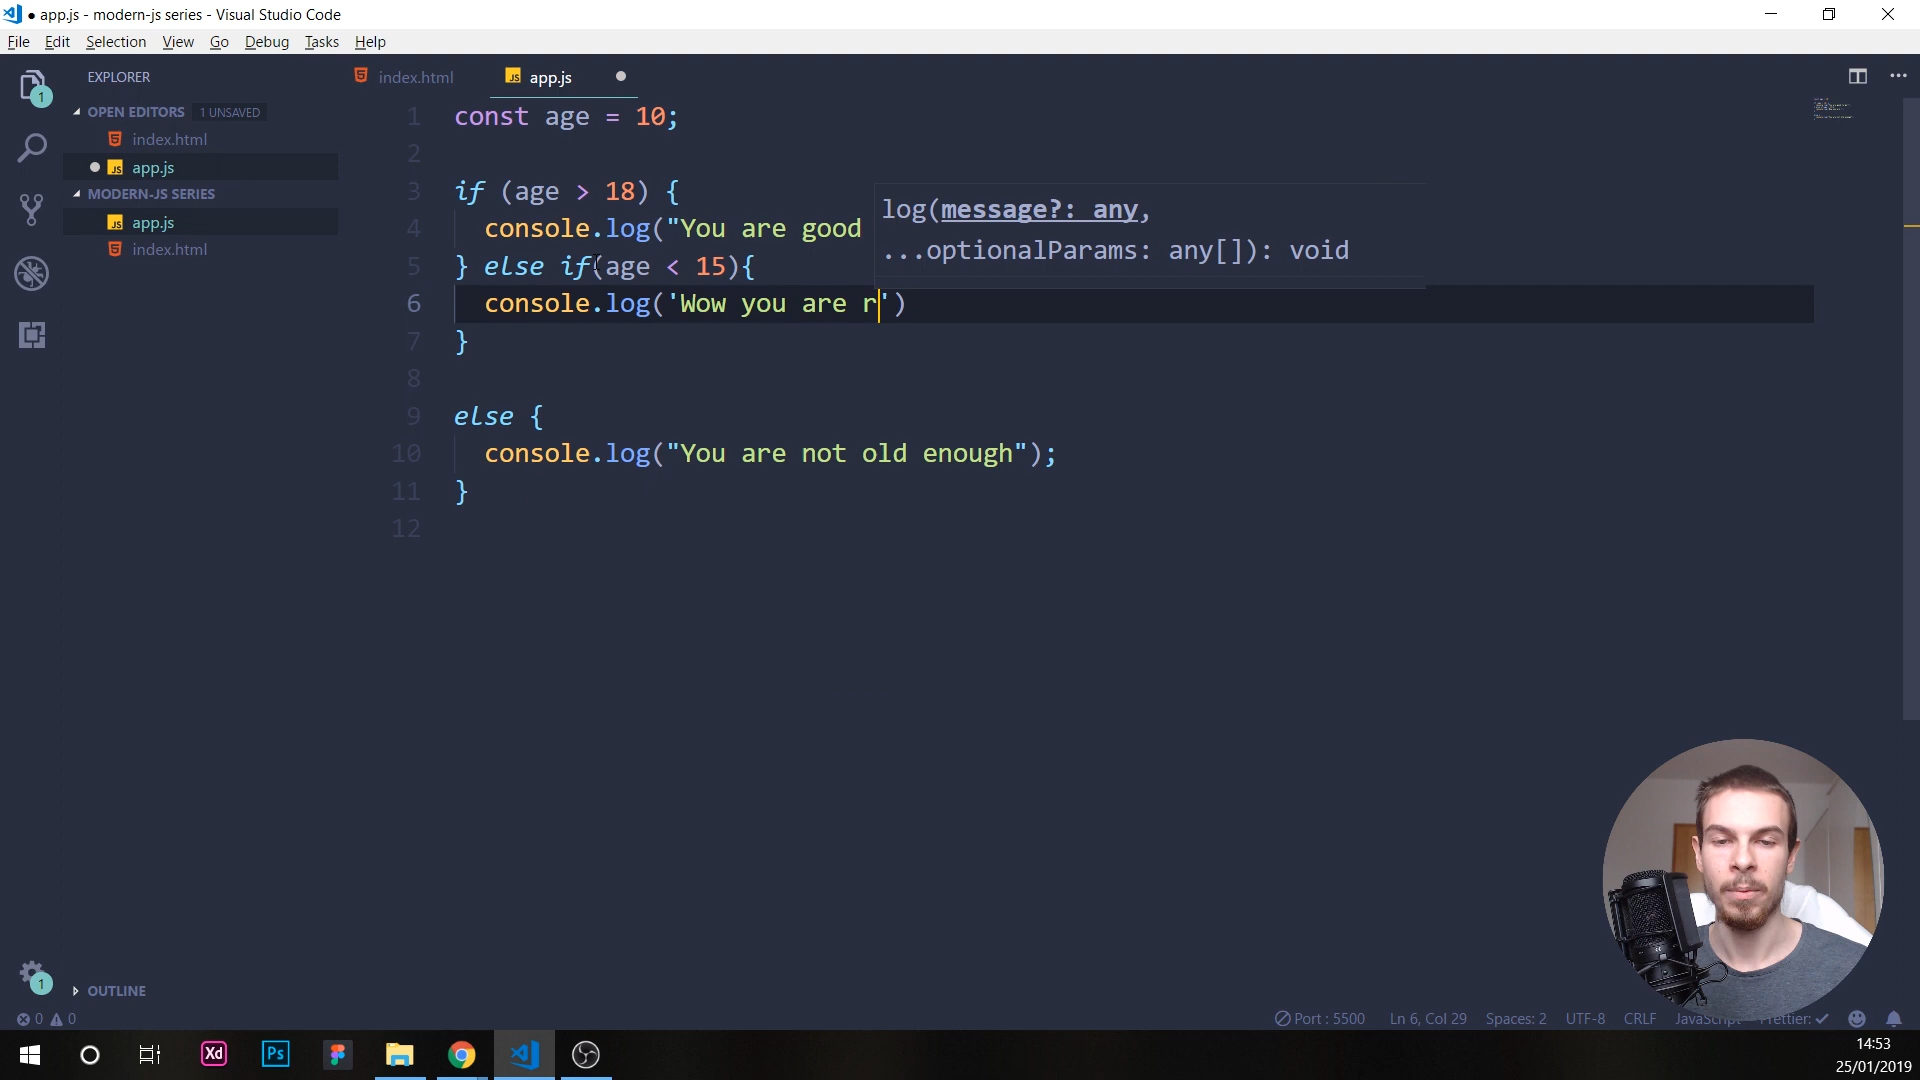 app.js - modern-js series - Visual Studio Code
File Edit Selection View Go Debug Tasks Help
EXPLORER
1
OPEN EDITORS 1 UNSAVED
index.html
app.js
MODERN-JS SERIES
app.js
index.html
OUTLINE
1
index.html app.js
1 const age = 10;
2
3 if (age > 18) {
4 console.log("You are good
5 } else if(age < 15){
6 console.log('Wow you are r')
7 }
8
9 else {
10 console.log("You are not old enough");
11 }
12
log(message?: any,
...optionalParams: any[]): void
0 0 Port : 5500 Ln 6, Col 29 Spaces: 2 UTF-8 CRLF
Xd Ps
14:53
25/01/2019